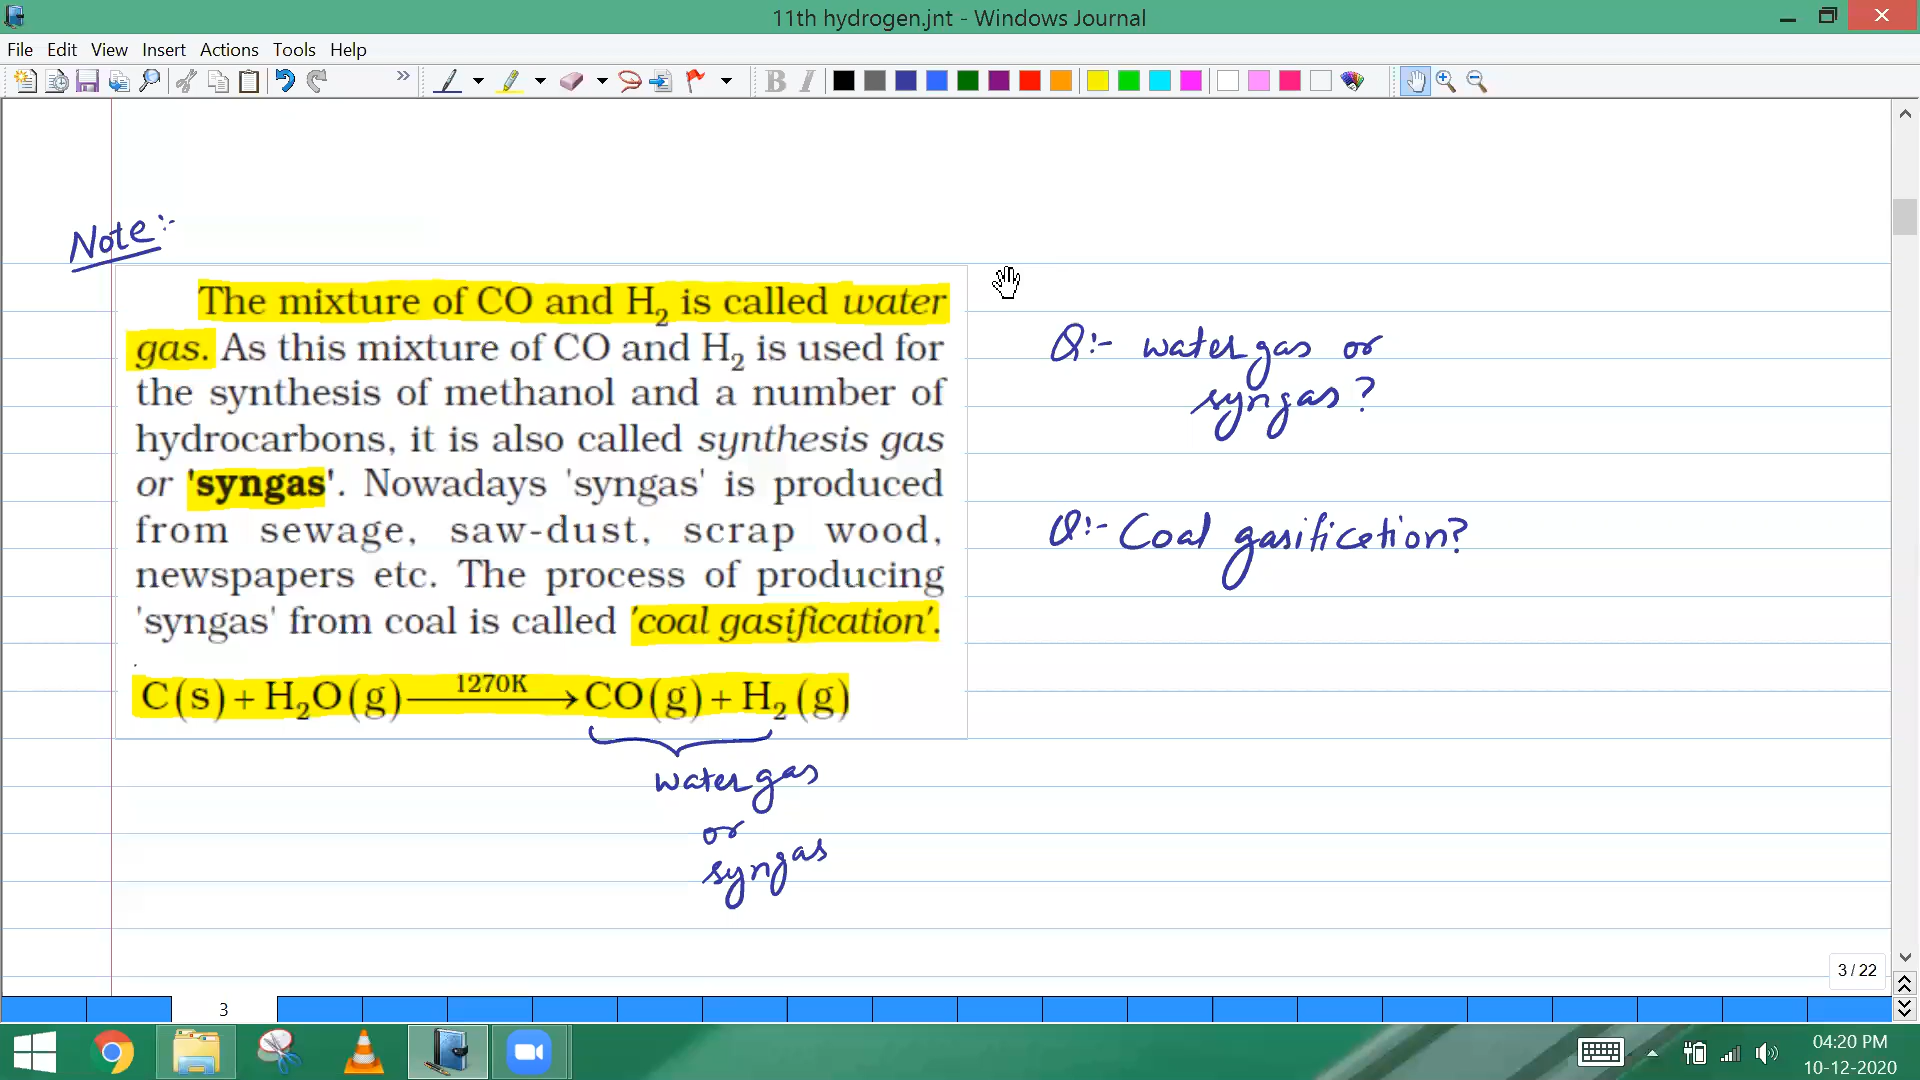 11th hydrogen.jnt - Windows Journal
File Edit View Insert Actions Tools Help
Note:-
The mixture of CO and H₂ is called water
gas. As this mixture of CO and H₂ is used for
the synthesis of methanol and a number of
hydrocarbons, it is also called synthesis gas
or 'syngas'. Nowadays 'syngas' is produced
from sewage, saw-dust, scrap wood,
newspapers etc. The process of producing
'syngas' from coal is called 'coal gasification'.
C(s) + H₂O(g) ⟶ 1270K CO(g) + H₂(g)
water gas
or
syngas
Q:- water gas or
syngas?
Q:- Coal gasificetion?
3 / 22
3
04:20 PM
10-12-2020